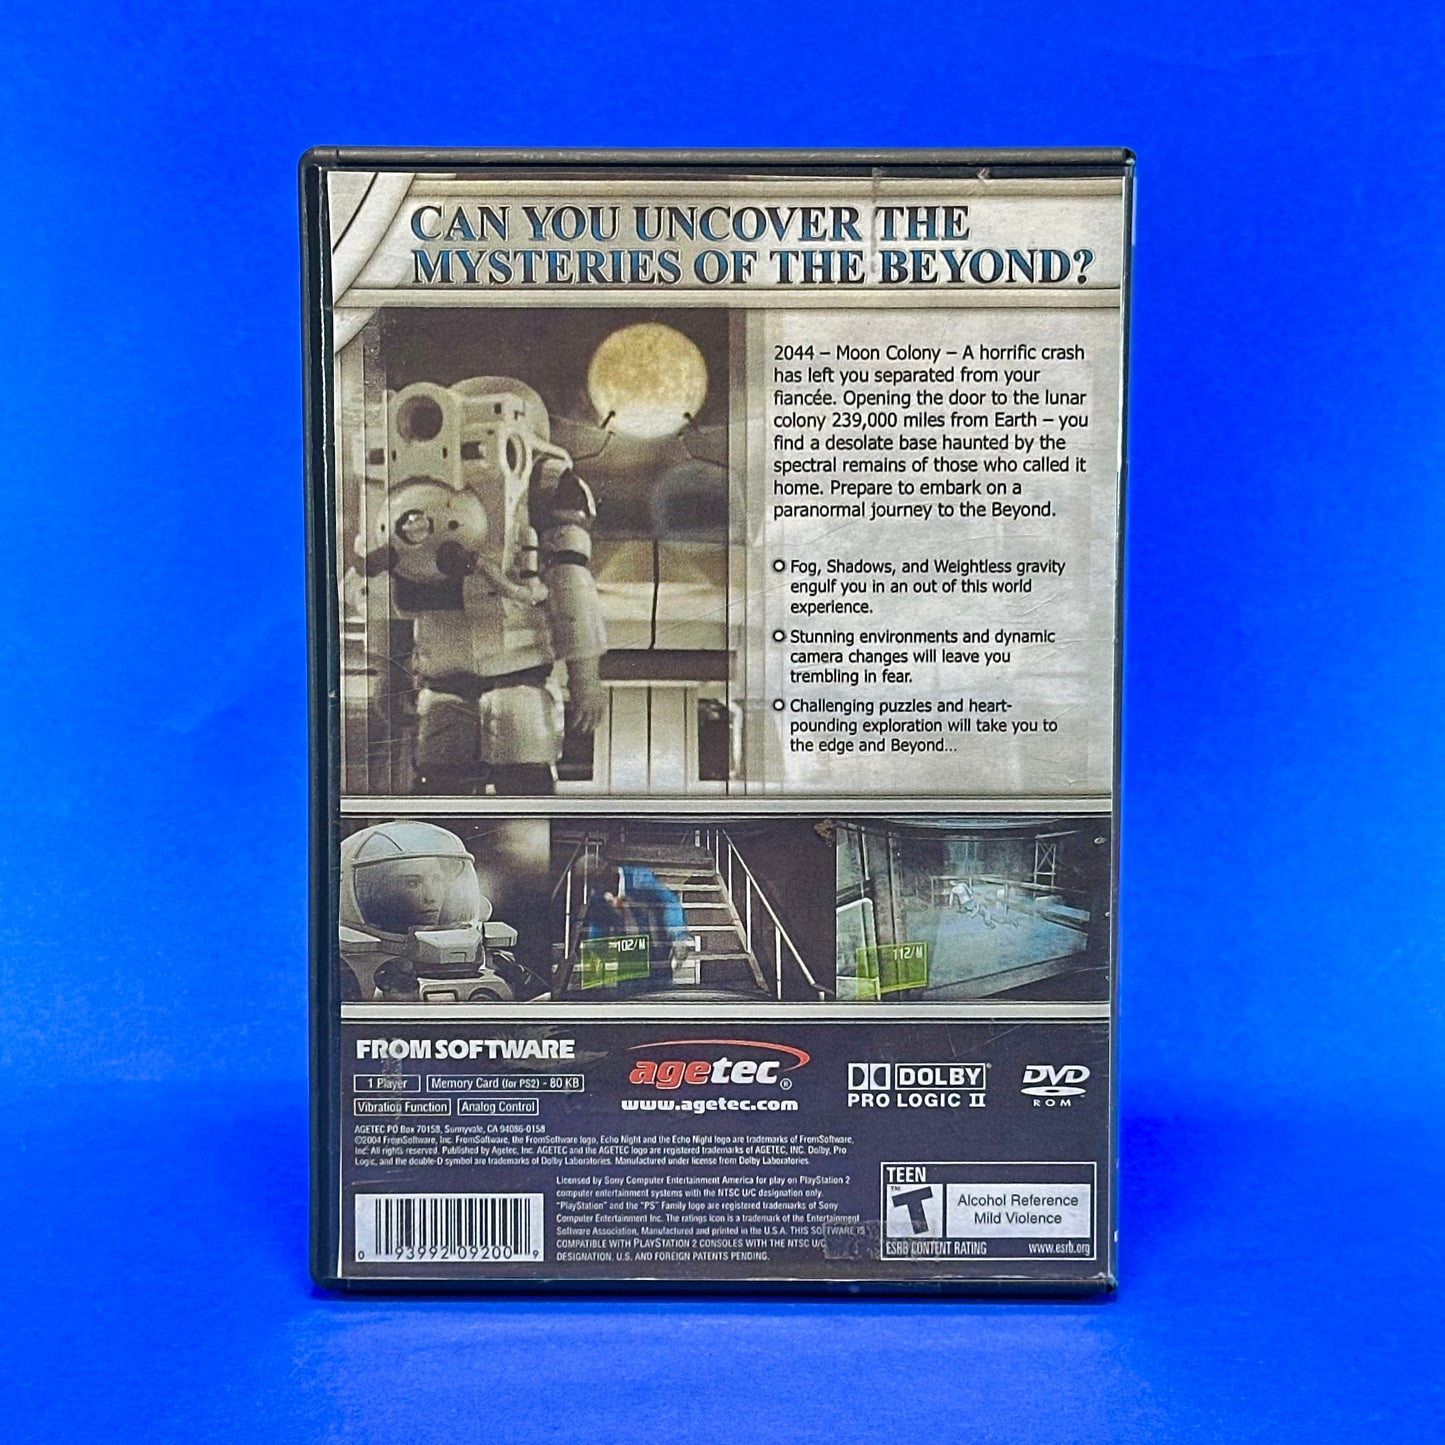 CAN YOU UNCOVER THE
MYSTERIES OF THE BEYOND?
2044 – Moon Colony – A horrific crash
has left you separated from your
fiancée. Opening the door to the lunar
colony 239,000 miles from Earth – you
find a desolate base haunted by the
spectral remains of those who called it
home. Prepare to embark on a
paranormal journey to the Beyond.
Fog, Shadows, and Weightless gravity
engulf you in an out of this world
experience.
Stunning environments and dynamic
camera changes will leave you
trembling in fear.
Challenging puzzles and heart-
pounding exploration will take you to
the edge and Beyond...
102/M
112/M
FROMSOFTWARE
1 Player
Memory Card (for PS2) - 80 KB
Vibration Function
Analog Control
agetec®
www.agetec.com
DOLBY
PRO LOGIC II
DVD
ROM
AGETEC PO Box 70158, Sunnyvale, CA 94086-0158
©2004 FromSoftware, Inc. FromSoftware, the FromSoftware logo, Echo Night and the Echo Night logo are trademarks of FromSoftware,
Inc. All rights reserved. Published by Agetec, Inc. AGETEC and the AGETEC logo are registered trademarks of AGETEC, INC. Dolby, Pro
Logic, and the double-D symbol are trademarks of Dolby Laboratories. Manufactured under license from Dolby Laboratories.
Licensed by Sony Computer Entertainment America for play on PlayStation 2
computer entertainment systems with the NTSC U/C designation only.
"PlayStation" and the "PS" Family logo are registered trademarks of Sony
Computer Entertainment Inc. The ratings icon is a trademark of the Entertainment
Software Association. Manufactured and printed in the U.S.A. THIS SOFTWARE IS
COMPATIBLE WITH PLAYSTATION 2 CONSOLES WITH THE NTSC U/C
DESIGNATION. U.S. AND FOREIGN PATENTS PENDING.
0 93992 09200 9
TEEN
T
TM
Alcohol Reference
Mild Violence
ESRB CONTENT RATING
www.esrb.org